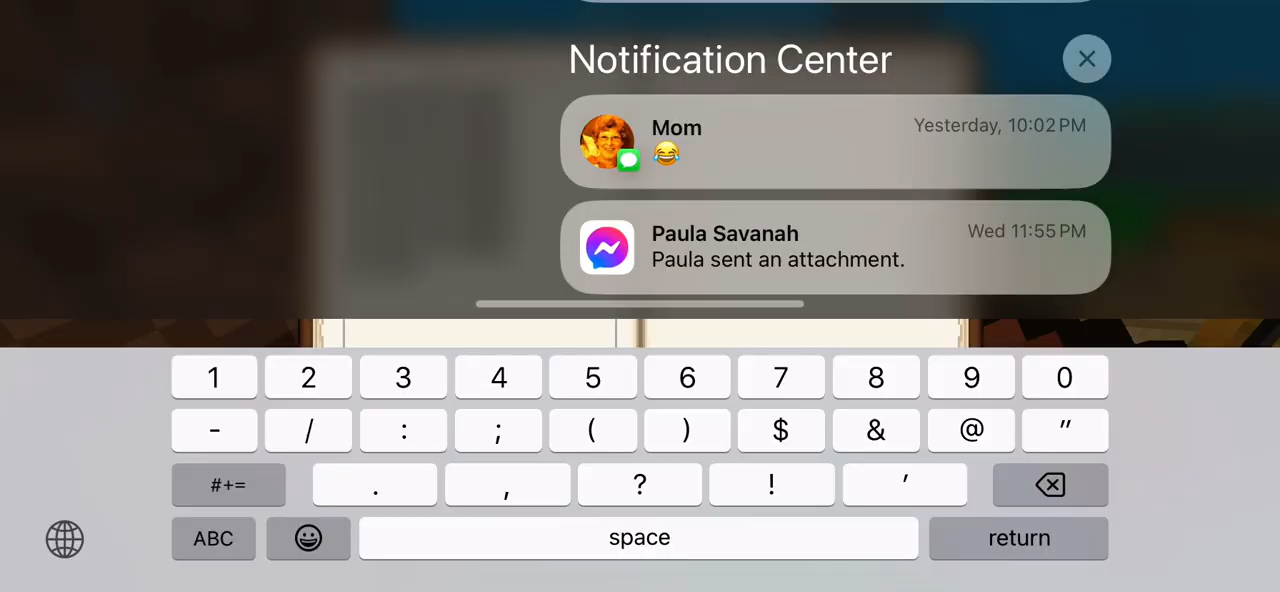 Notification Center
Mom
Yesterday, 10:02 PM
😂
Paula Savanah
Wed 11:55 PM
Paula sent an attachment.
1 2 3 4 5 6 7 8 9 0
- / : ; ( ) $ & @ "
#+= . , ? ! '
ABC space return